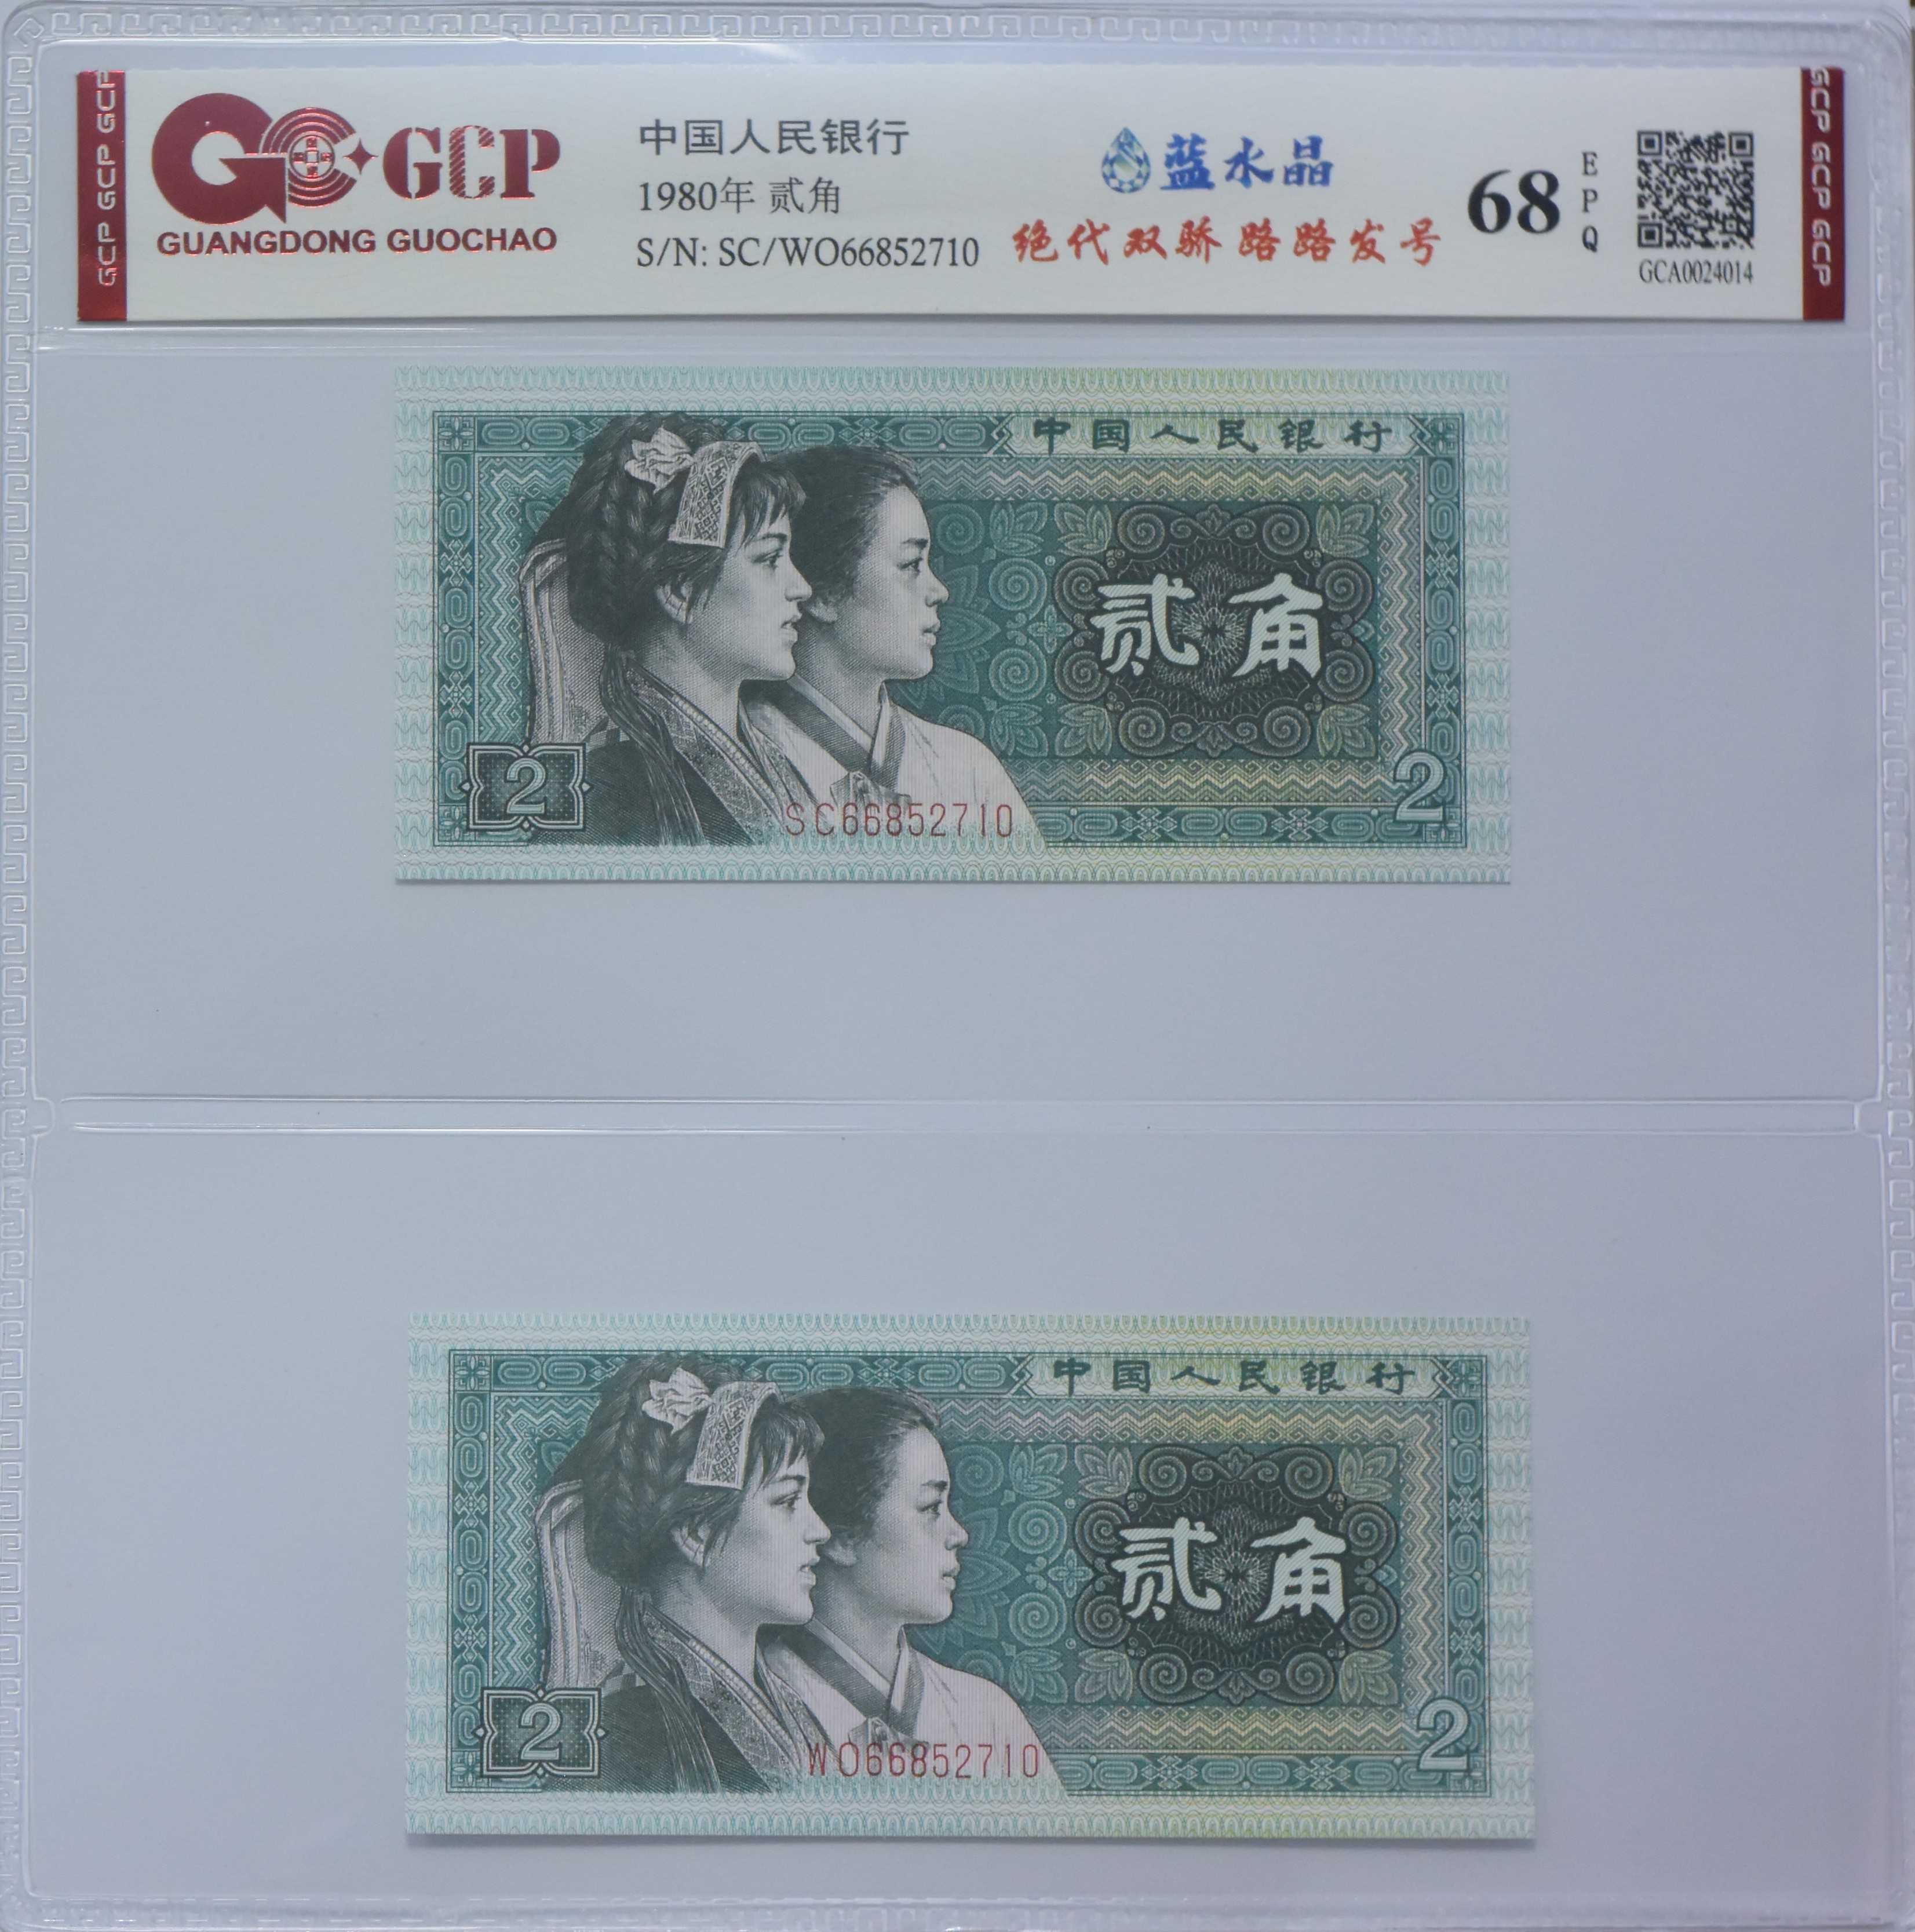 GCP GCP GCP
GCP
GUANGDONG GUOCHAO
中国人民银行
1980年 贰角
S/N: SC/WO66852710
蓝水晶
绝代双骄 路路发号
68
E
P
Q
GCA0024014
GCP GCP GCP
中国人民银行
贰角
2
2
SC66852710
中国人民银行
贰角
2
2
WO66852710